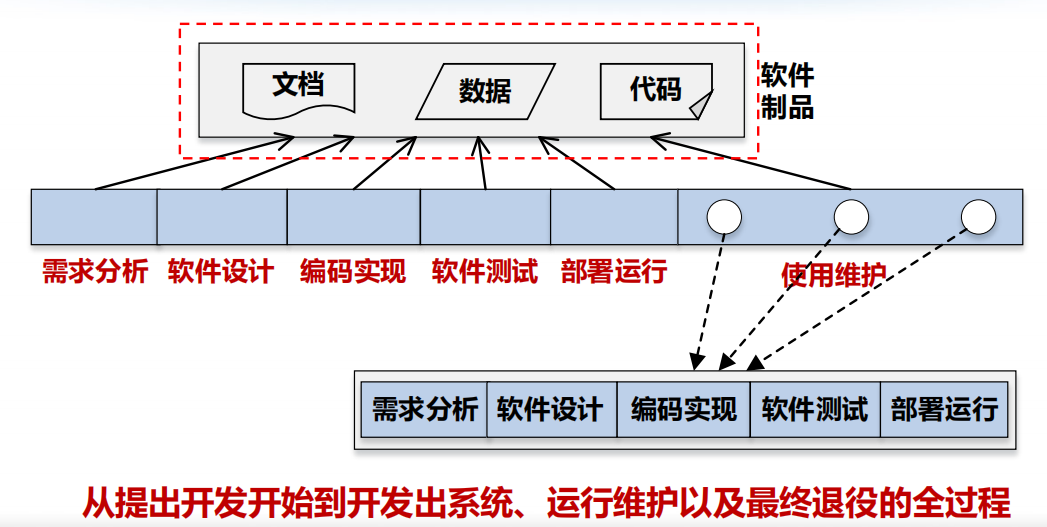 文档
数据
代码
软件
制品
需求分析
软件设计
编码实现
软件测试
部署运行
使用维护
需求分析
软件设计
编码实现
软件测试
部署运行
从提出开发开始到开发出系统、运行维护以及最终退役的全过程